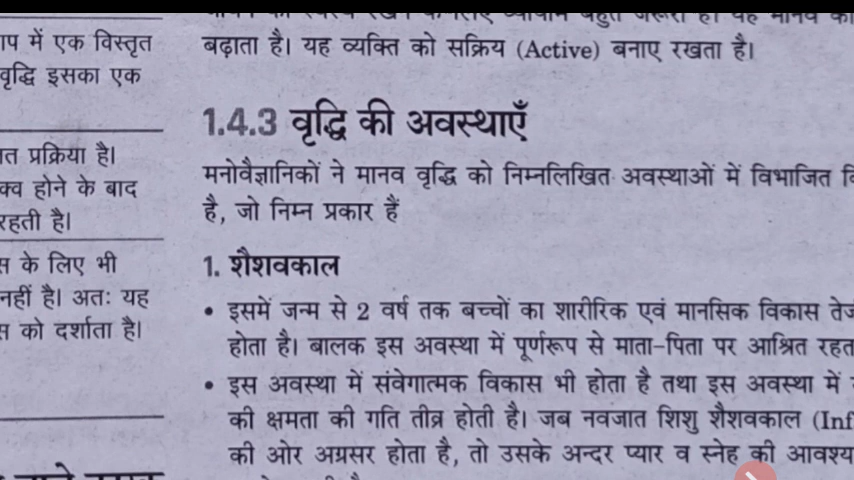 ाप में एक विस्तृत
वृद्धि इसका एक
त प्रक्रिया है।
क्व होने के बाद
रहती है।
स के लिए भी
नहीं है। अतः यह
स को दर्शाता है।
बढ़ाता है। यह व्यक्ति को सक्रिय (Active) बनाए रखता है।
1.4.3 वृद्धि की अवस्थाएँ
मनोवैज्ञानिकों ने मानव वृद्धि को निम्नलिखित अवस्थाओं में विभाजित
है, जो निम्न प्रकार हैं
1. शैशवकाल
• इसमें जन्म से 2 वर्ष तक बच्चों का शारीरिक एवं मानसिक विकास
होता है। बालक इस अवस्था में पूर्णरूप से माता-पिता पर आश्रित रहत
• इस अवस्था में संवेगात्मक विकास भी होता है तथा इस अवस्था में
की क्षमता की गति तीव्र होती है। जब नवजात शिशु शैशवकाल (Inf
की ओर अग्रसर होता है, तो उसके अन्दर प्यार व स्नेह की आवश्य